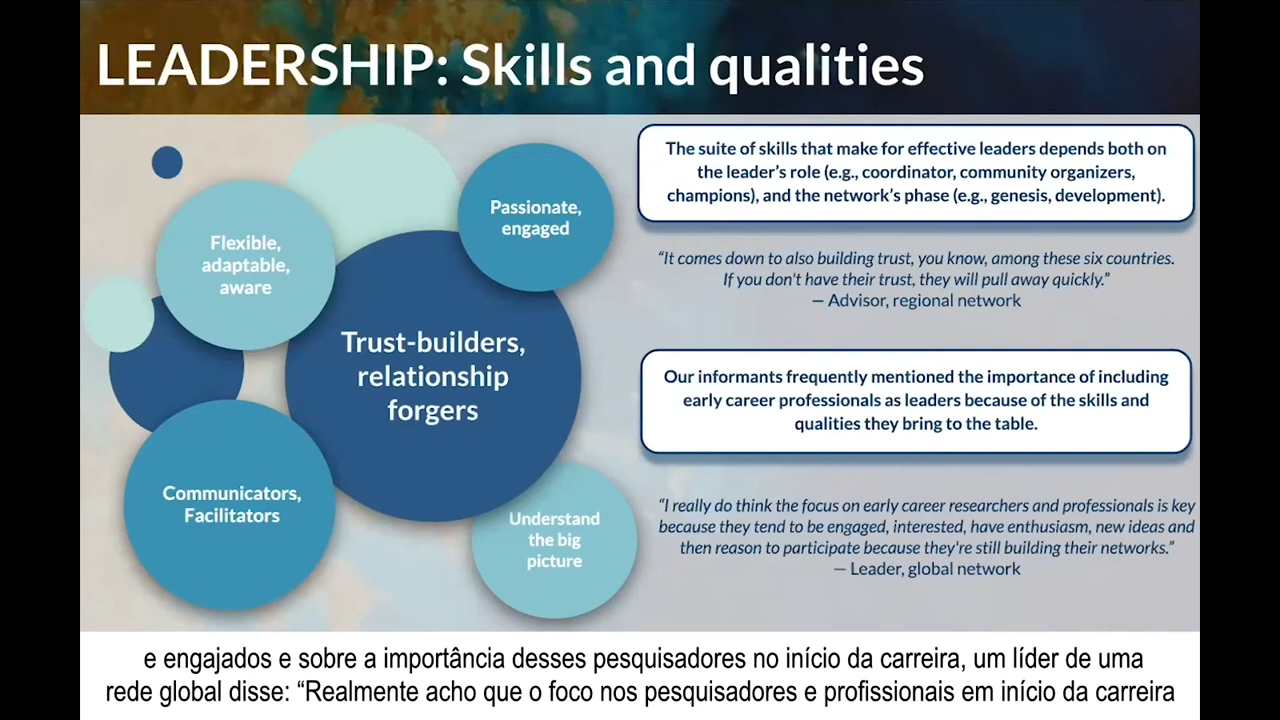 LEADERSHIP: Skills and qualities
Passionate,
engaged
Flexible,
adaptable,
aware
Trust-builders,
relationship
forgers
Communicators,
Facilitators
Understand
the big
picture
The suite of skills that make for effective leaders depends both on
the leader's role (e.g., coordinator, community organizers,
champions), and the network's phase (e.g., genesis, development).
“It comes down to also building trust, you know, among these six countries.
If you don't have their trust, they will pull away quickly.”
— Advisor, regional network
Our informants frequently mentioned the importance of including
early career professionals as leaders because of the skills and
qualities they bring to the table.
“I really do think the focus on early career researchers and professionals is key
because they tend to be engaged, interested, have enthusiasm, new ideas and
then reason to participate because they're still building their networks.”
— Leader, global network
e engajados e sobre a importância desses pesquisadores no início da carreira, um líder de uma
rede global disse: “Realmente acho que o foco nos pesquisadores e profissionais em início da carreira